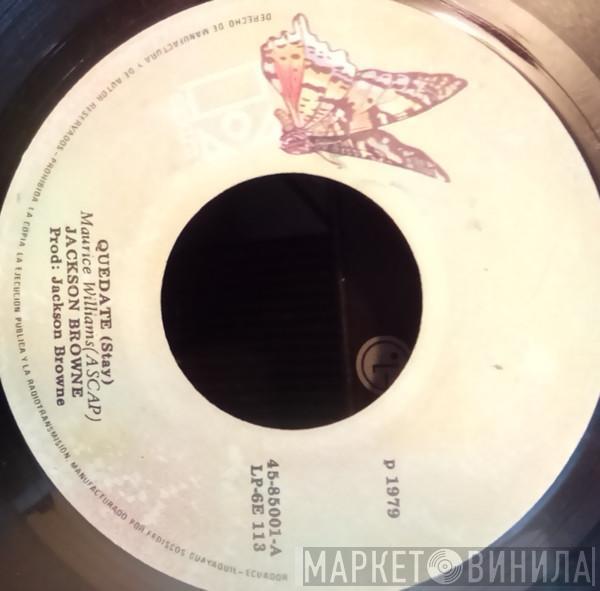 DERECHO DE MANUFACTURA Y DE AUTOR RESERVADOS - PROHIBIDA LA COPIA LA EJECUCION PUBLICA Y LA RADIOTRANSMISION. MANUFACTURADO POR FEDISCOS GUAYAQUIL - ECUADOR
QUEDATE (Stay)
Maurice Williams (ASCAP)
JACKSON BROWNE
Prod: Jackson Browne
p 1979
45-85001-A
LP-6E 113
МАРКЕТ ВИНИЛА